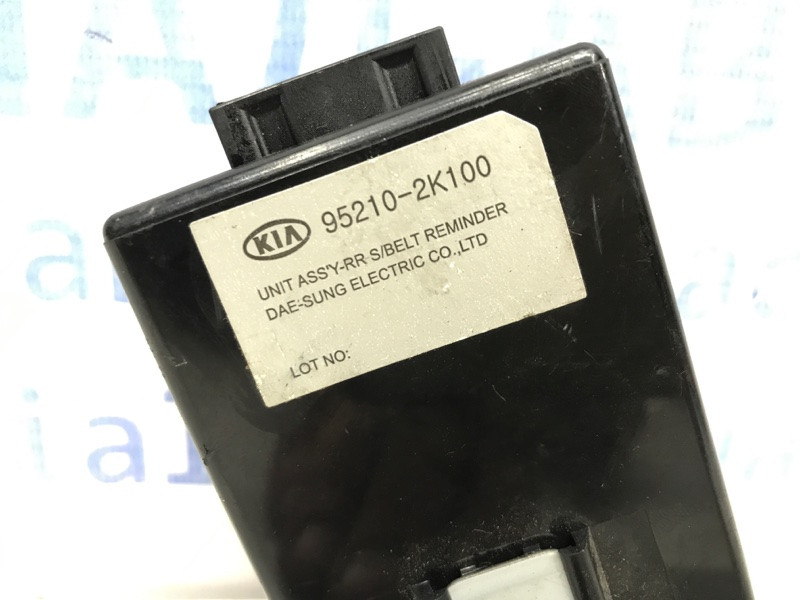 KIA 95210-2K100
UNIT ASS'Y-RR S/BELT REMINDER
DAE-SUNG ELECTRIC CO.,LTD
LOT NO: